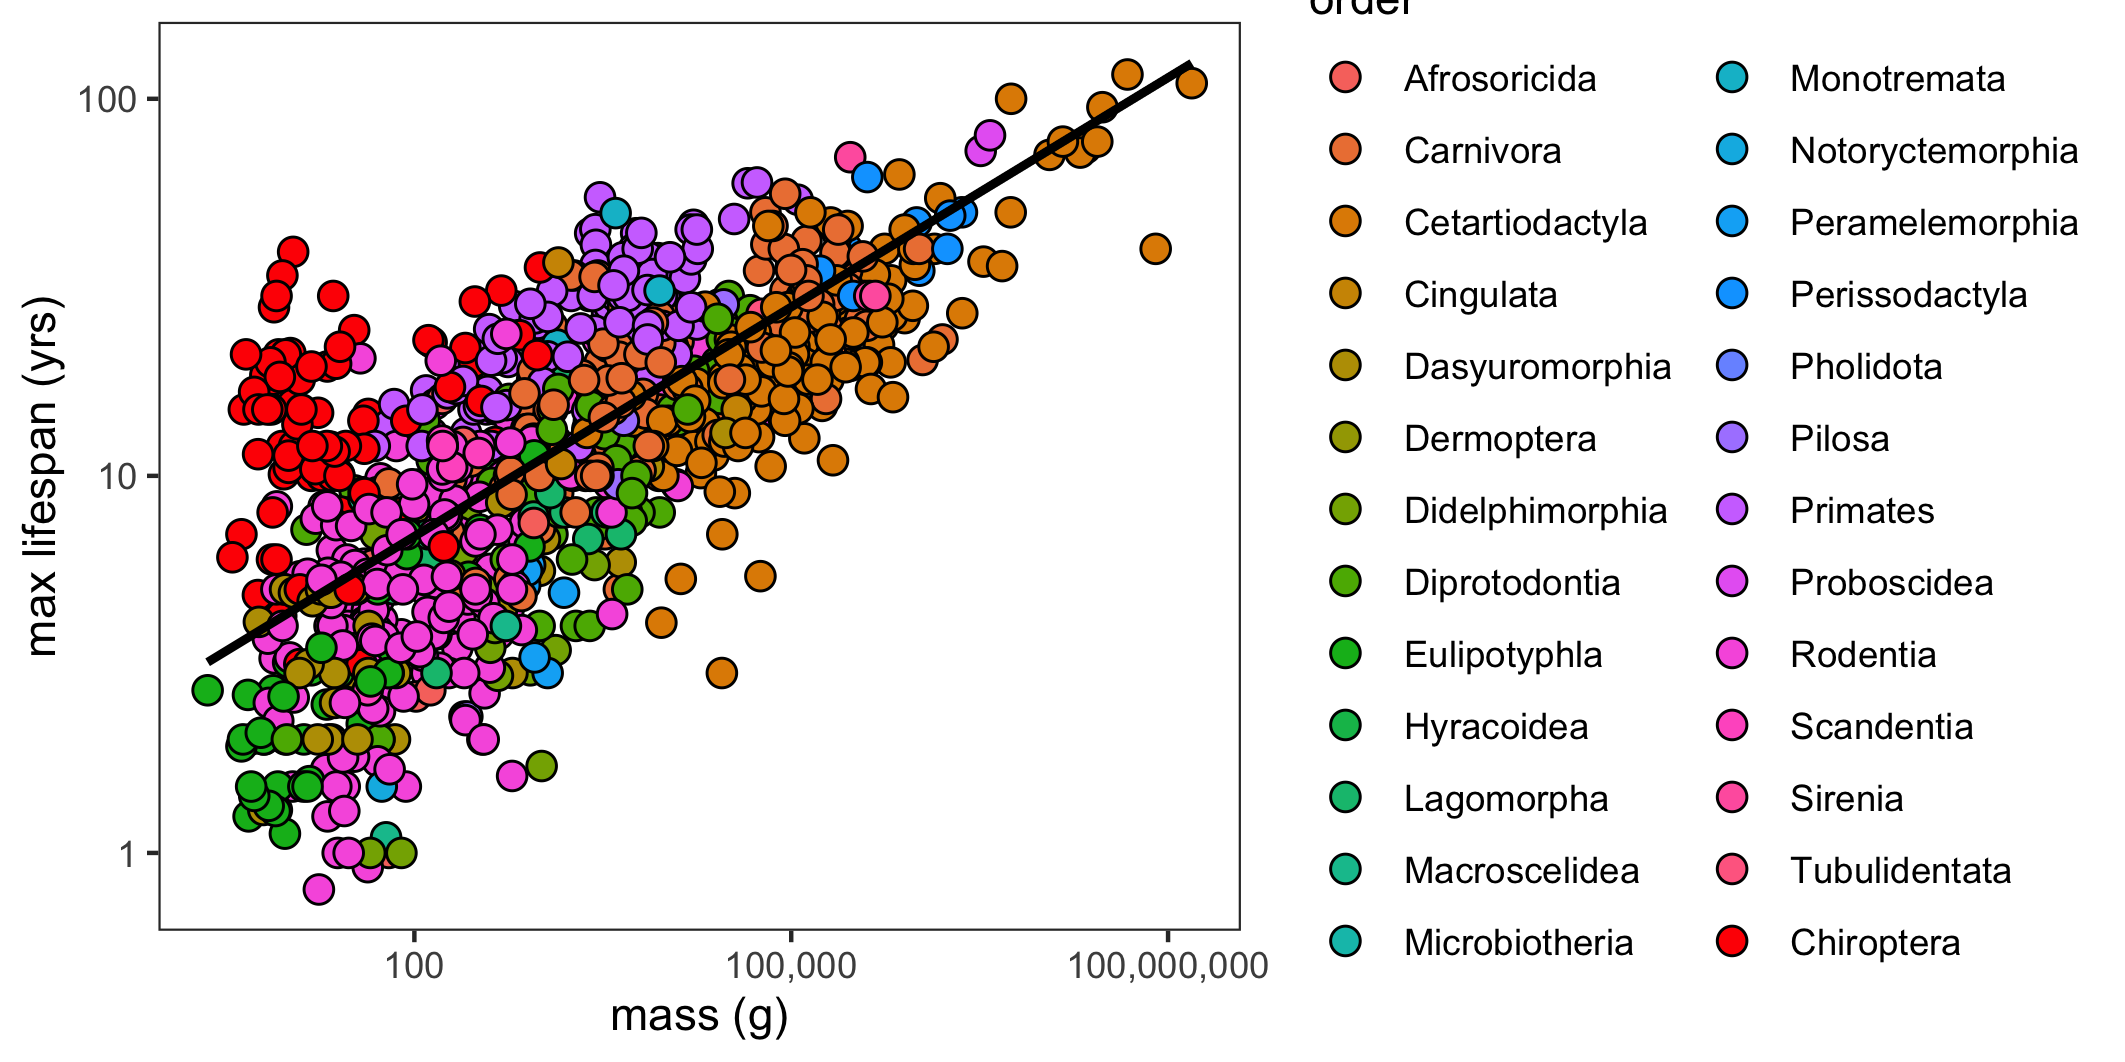 order
max lifespan (yrs)
100
10
1
100
100,000
100,000,000
mass (g)
Afrosoricida
Carnivora
Cetartiodactyla
Cingulata
Dasyuromorphia
Dermoptera
Didelphimorphia
Diprotodontia
Eulipotyphla
Hyracoidea
Lagomorpha
Macroscelidea
Microbiotheria
Monotremata
Notoryctemorphia
Peramelemorphia
Perissodactyla
Pholidota
Pilosa
Primates
Proboscidea
Rodentia
Scandentia
Sirenia
Tubulidentata
Chiroptera